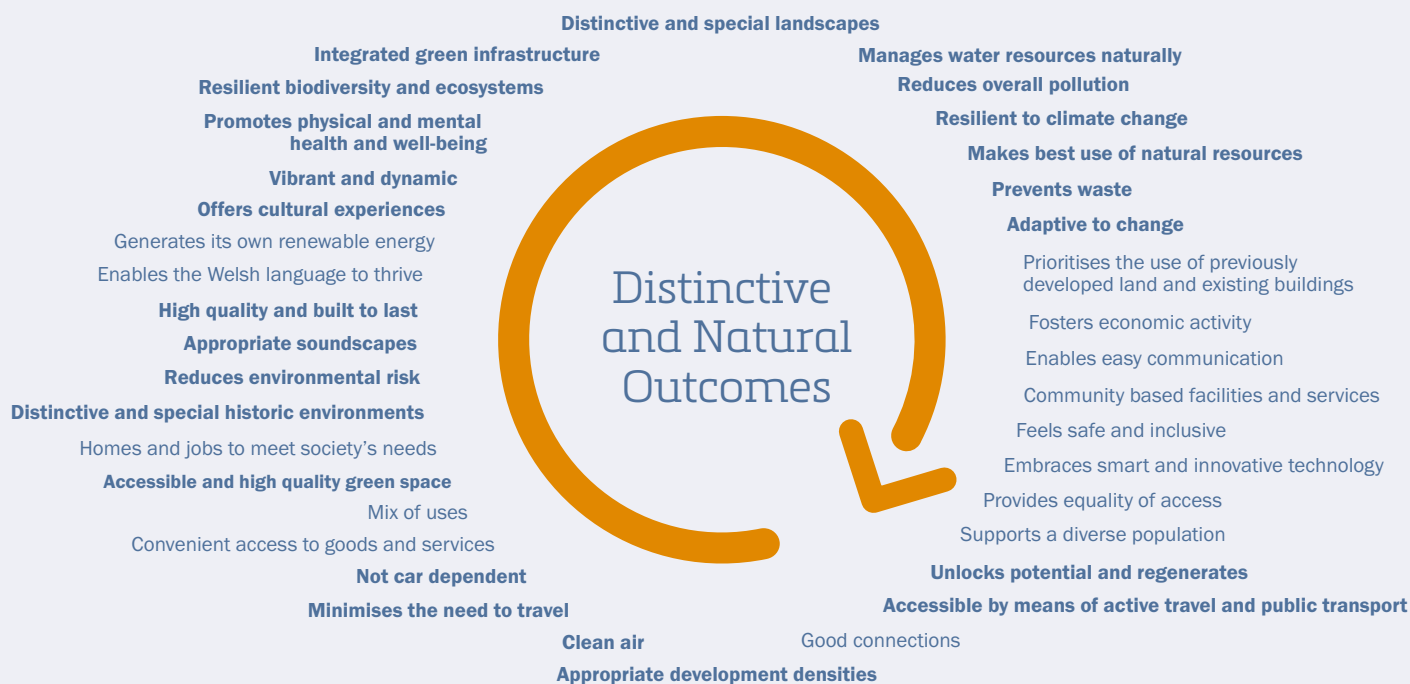 Distinctive and special landscapes
Integrated green infrastructure
Resilient biodiversity and ecosystems
Promotes physical and mental
health and well-being
Vibrant and dynamic
Offers cultural experiences
Generates its own renewable energy
Enables the Welsh language to thrive
High quality and built to last
Appropriate soundscapes
Reduces environmental risk
Distinctive and special historic environments
Homes and jobs to meet society's needs
Accessible and high quality green space
Mix of uses
Convenient access to goods and services
Not car dependent
Minimises the need to travel
Clean air
Appropriate development densities
Distinctive
and Natural
Outcomes
Manages water resources naturally
Reduces overall pollution
Resilient to climate change
Makes best use of natural resources
Prevents waste
Adaptive to change
Prioritises the use of previously
developed land and existing buildings
Fosters economic activity
Enables easy communication
Community based facilities and services
Feels safe and inclusive
Embraces smart and innovative technology
Provides equality of access
Supports a diverse population
Unlocks potential and regenerates
Accessible by means of active travel and public transport
Good connections